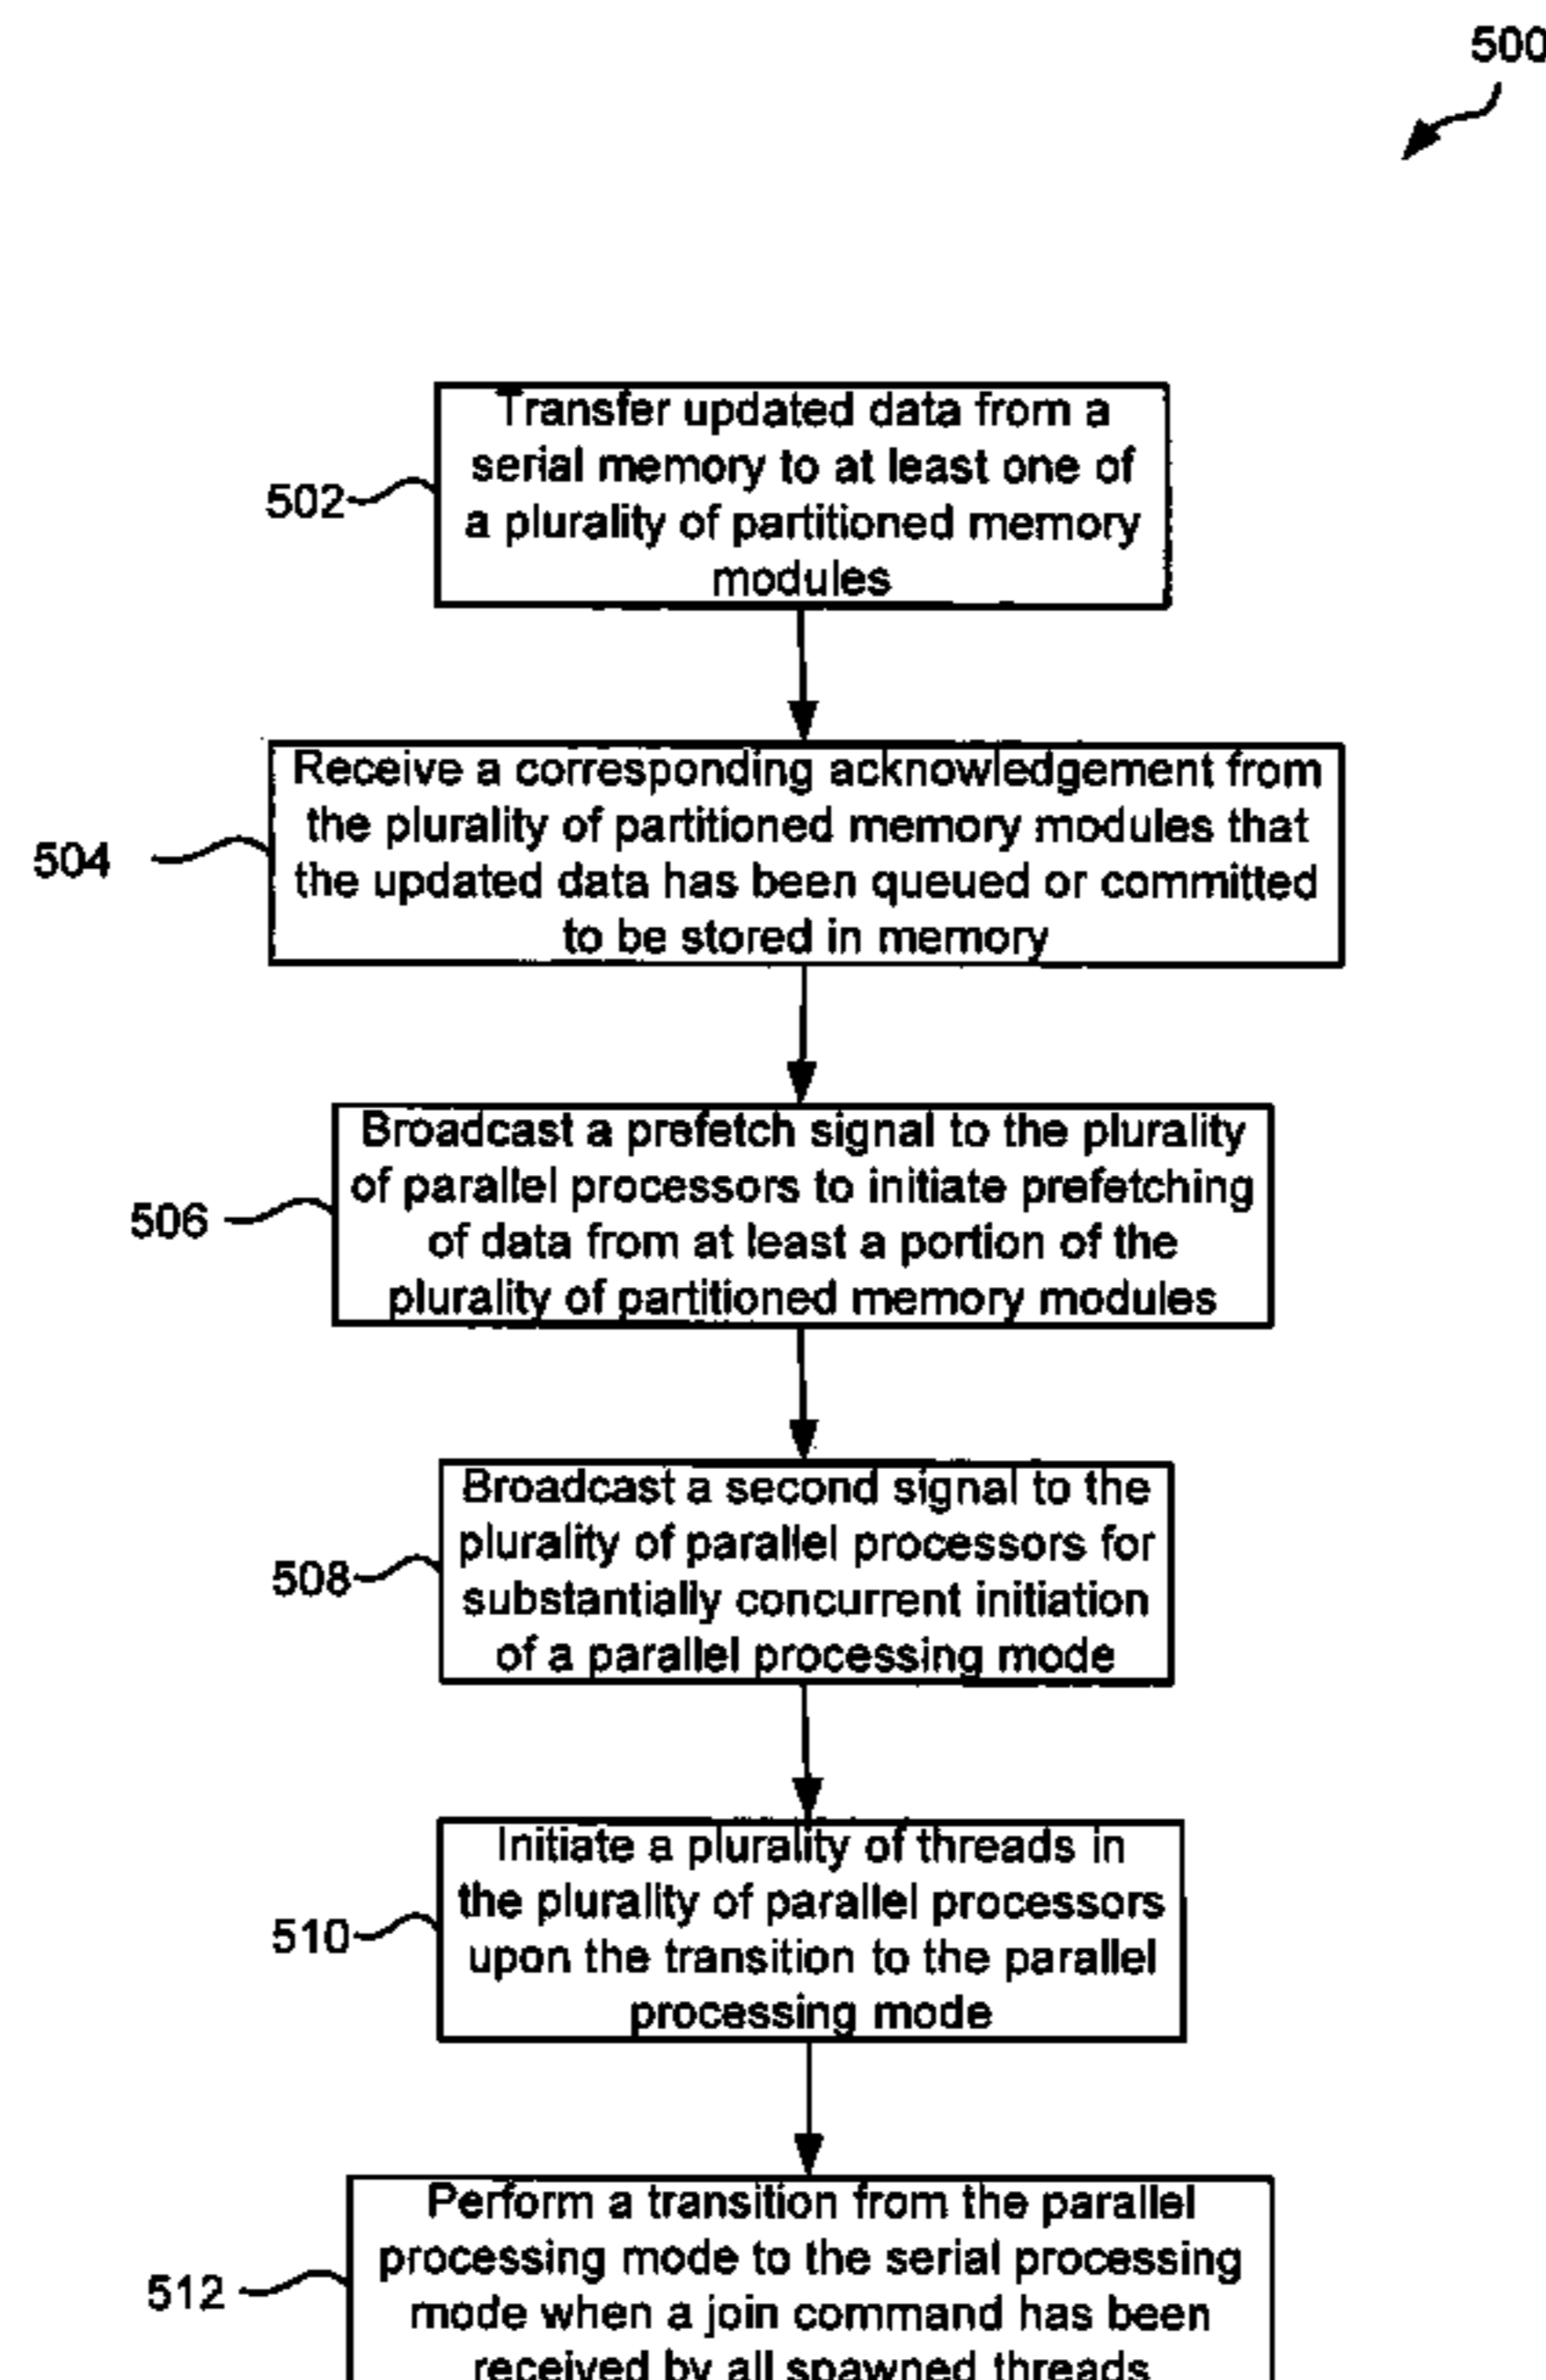 500
Transfer updated data from a
serial memory to at least one of
a plurality of partitioned memory
modules
502
Receive a corresponding acknowledgement from
the plurality of partitioned memory modules that
the updated data has been queued or committed
to be stored in memory
504
Broadcast a prefetch signal to the plurality
of parallel processors to initiate prefetching
of data from at least a portion of the
plurality of partitioned memory modules
506
Broadcast a second signal to the
plurality of parallel processors for
substantially concurrent initiation
of a parallel processing mode
508
Initiate a plurality of threads in
the plurality of parallel processors
upon the transition to the parallel
processing mode
510
Perform a transition from the parallel
processing mode to the serial processing
mode when a join command has been
received by all spawned threads
512